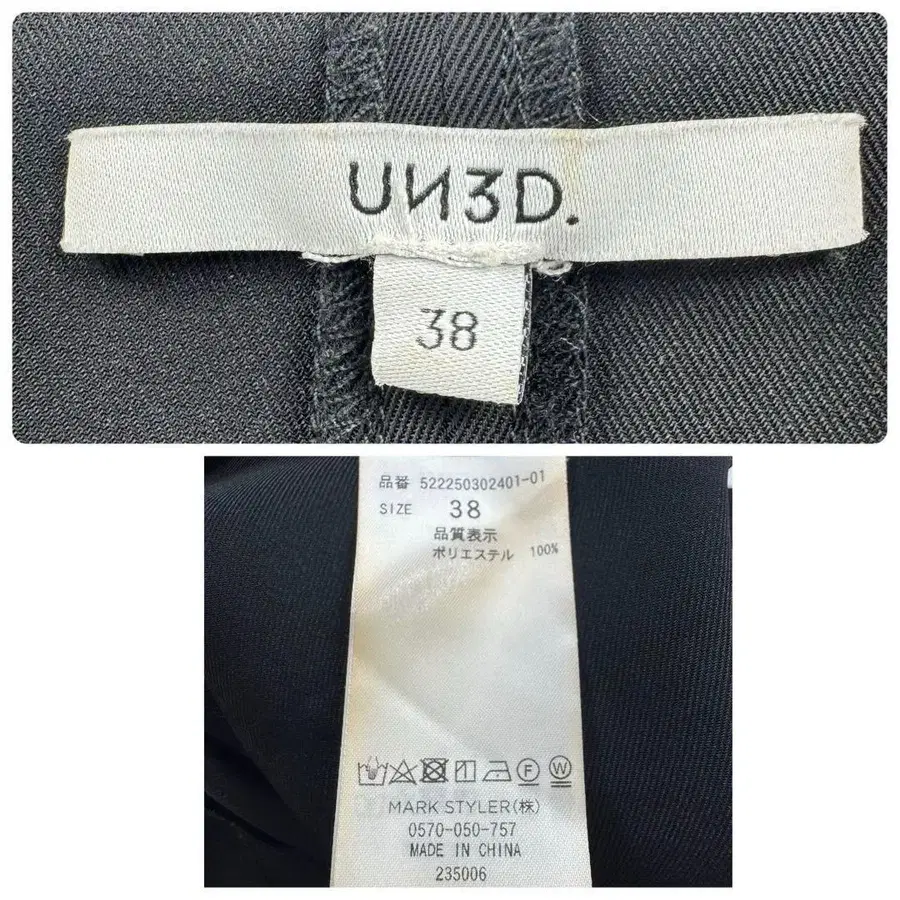 UN3D.
38
品番 522250302401-01
SIZE 38
品質表示
ポリエステル 100%
F W
MARK STYLER(株)
0570-050-757
MADE IN CHINA
235006